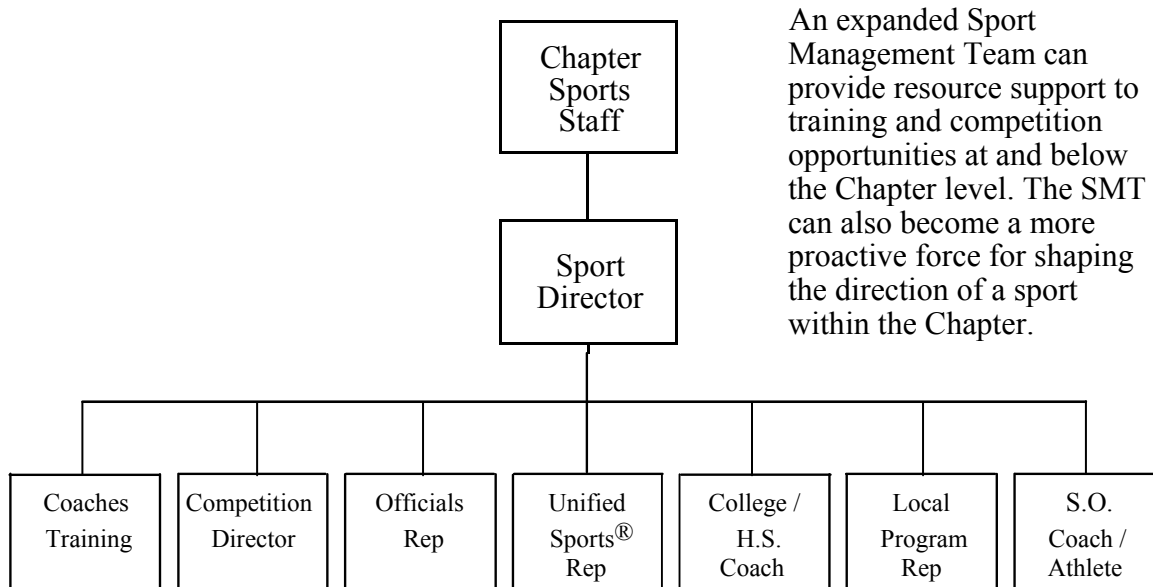 Chapter
Sports
Staff
An expanded Sport
Management Team can
provide resource support to
training and competition
opportunities at and below
the Chapter level. The SMT
can also become a more
proactive force for shaping
the direction of a sport
within the Chapter.
Sport
Director
Coaches
Training
Competition
Director
Officials
Rep
Unified
Sports®
Rep
College /
H.S.
Coach
Local
Program
Rep
S.O.
Coach /
Athlete